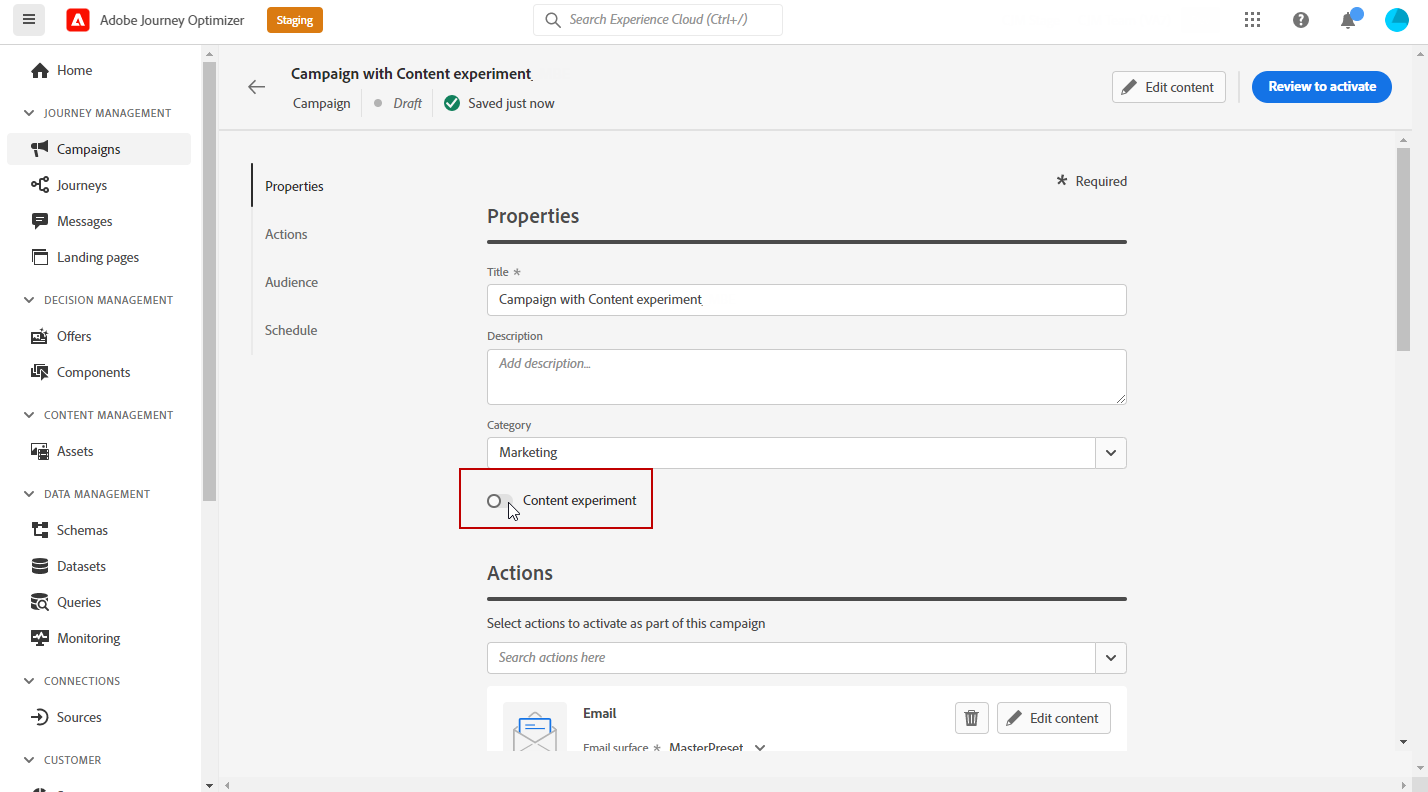 Adobe Journey Optimizer
Staging
Search Experience Cloud (Ctrl+/)
Home
JOURNEY MANAGEMENT
Campaigns
Journeys
Messages
Landing pages
DECISION MANAGEMENT
Offers
Components
CONTENT MANAGEMENT
Assets
DATA MANAGEMENT
Schemas
Datasets
Queries
Monitoring
CONNECTIONS
Sources
CUSTOMER
Campaign with Content experiment
Campaign
Draft
Saved just now
Edit content
Review to activate
Properties
Actions
Audience
Schedule
* Required
Properties
Title *
Campaign with Content experiment
Description
Add description...
Category
Marketing
Content experiment
Actions
Select actions to activate as part of this campaign
Search actions here
Email
Edit content
Email surface * MasterPreset